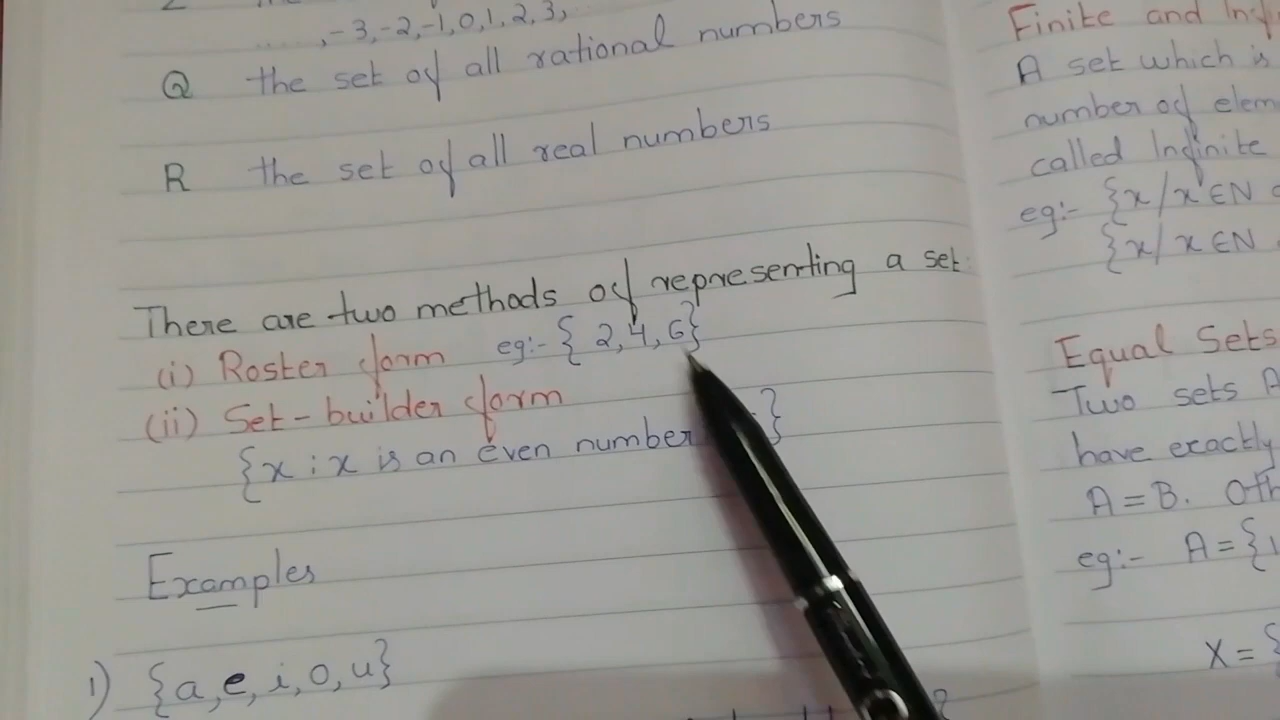 ....., -3, -2, -1, 0, 1, 2, 3,
Q the set of all rational numbers
R the set of all real numbers
There are two methods of representing a set.
(i) Roster form eg:- { 2, 4, 6}
(ii) Set-builder form
{x : x is an even number }
Examples
1) {a, e, i, o, u}
Finite and
A set which is
number of
called Infinite
eg:- {x / x ∈ N
{x / x ∈ N
Equal Sets
Two sets A
have exactly
A = B.
eg:- A = {1
X = {